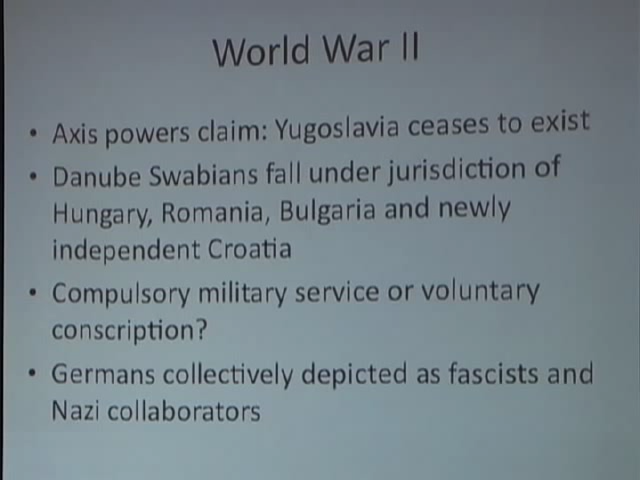 World War II
• Axis powers claim: Yugoslavia ceases to exist
• Danube Swabians fall under jurisdiction of
Hungary, Romania, Bulgaria and newly
independent Croatia
• Compulsory military service or voluntary
conscription?
• Germans collectively depicted as fascists and
Nazi collaborators